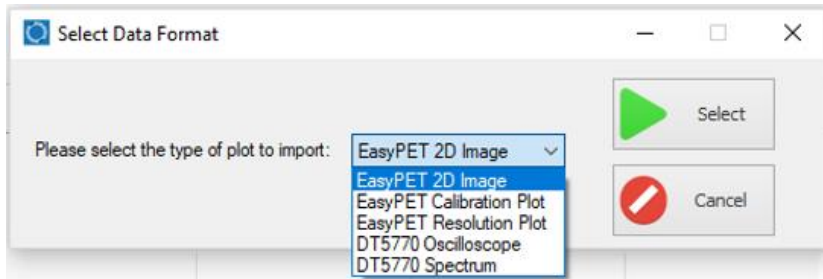 Select Data Format
Select
Please select the type of plot to import: EasyPET 2D Image
EasyPET 2D Image
EasyPET Calibration Plot
EasyPET Resolution Plot
DT5770 Oscilloscope
DT5770 Spectrum
Cancel